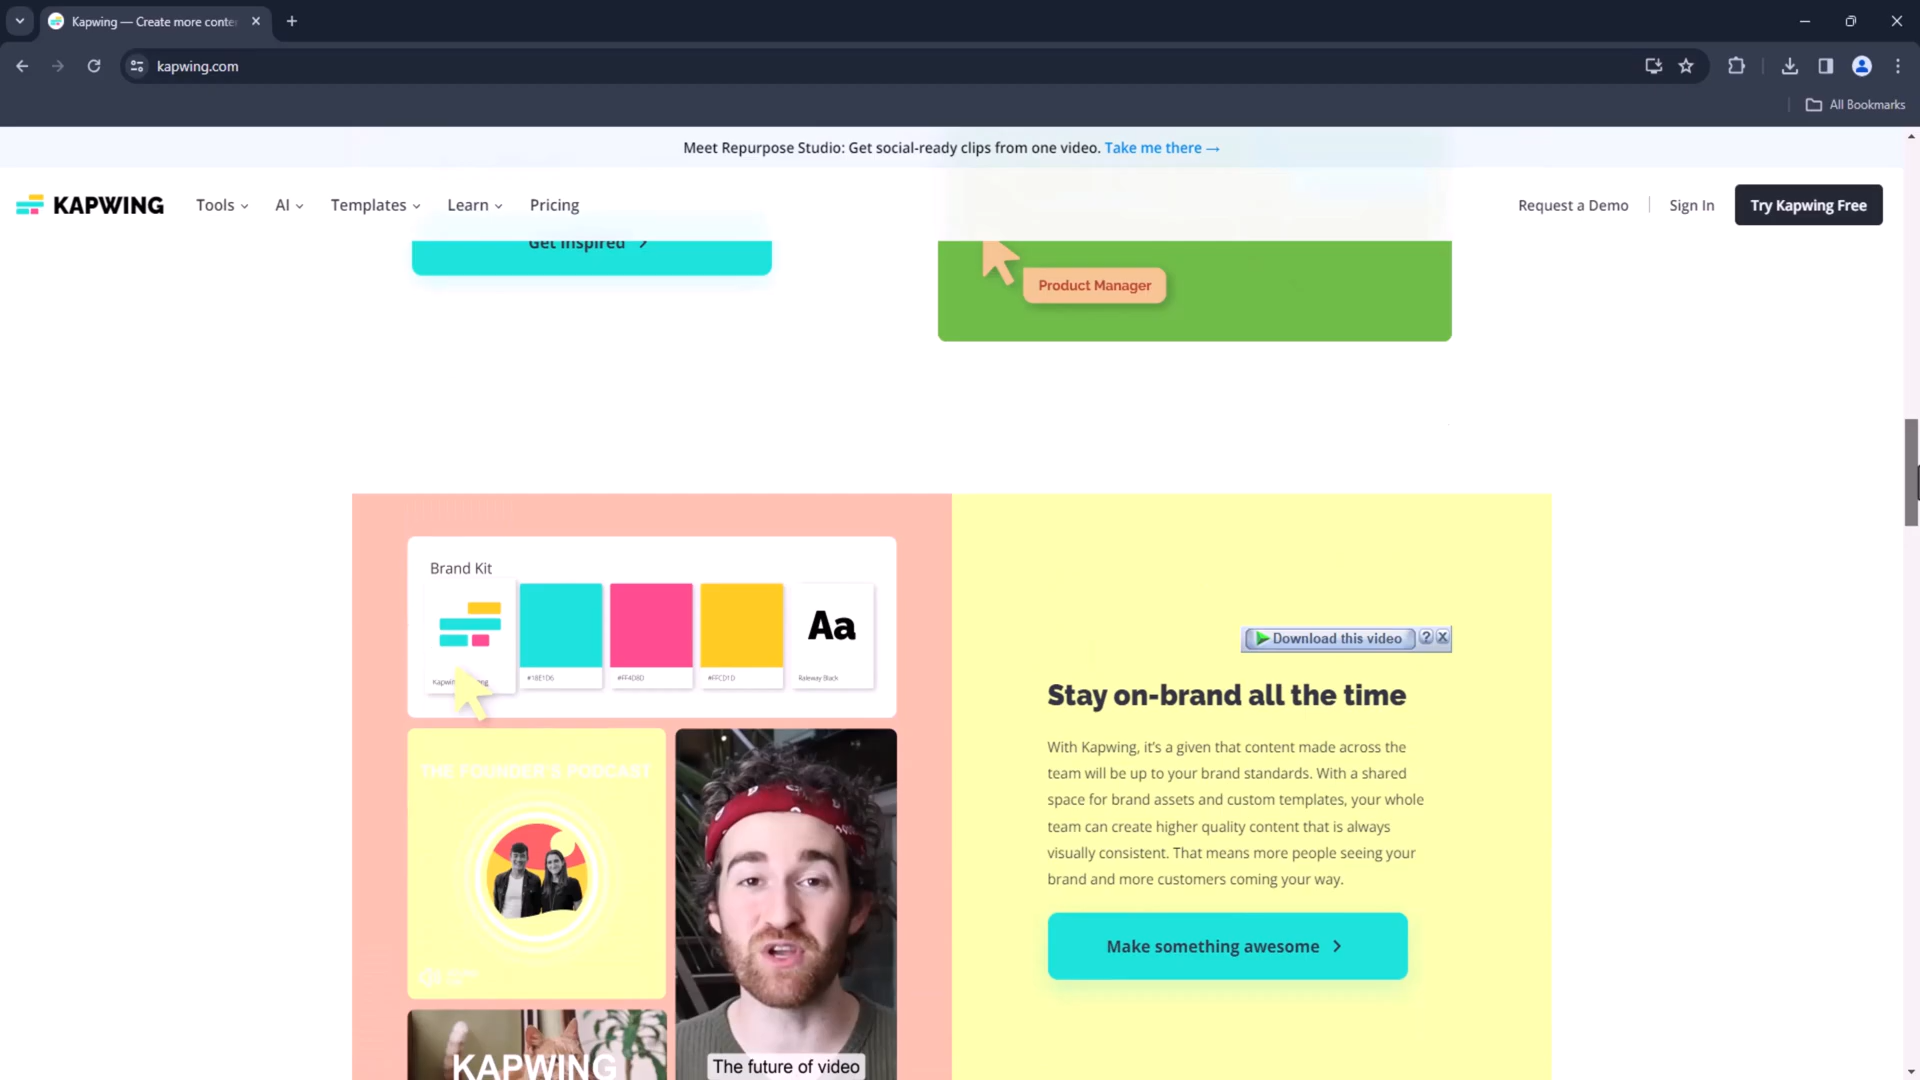 Kapwing — Create more conte
kapwing.com
All Bookmarks
Meet Repurpose Studio: Get social-ready clips from one video. Take me there →
KAPWING
Tools
AI
Templates
Learn
Pricing
Request a Demo
Sign In
Try Kapwing Free
Get inspired
Product Manager
Brand Kit
Aa
#18E1D6
#FF4D8D
#FFCD1D
Raleway Black
Download this video
Stay on-brand all the time
With Kapwing, it's a given that content made across the
team will be up to your brand standards. With a shared
space for brand assets and custom templates, your whole
team can create higher quality content that is always
visually consistent. That means more people seeing your
brand and more customers coming your way.
Make something awesome
THE FOUNDER'S PODCAST
KAPWING
The future of video